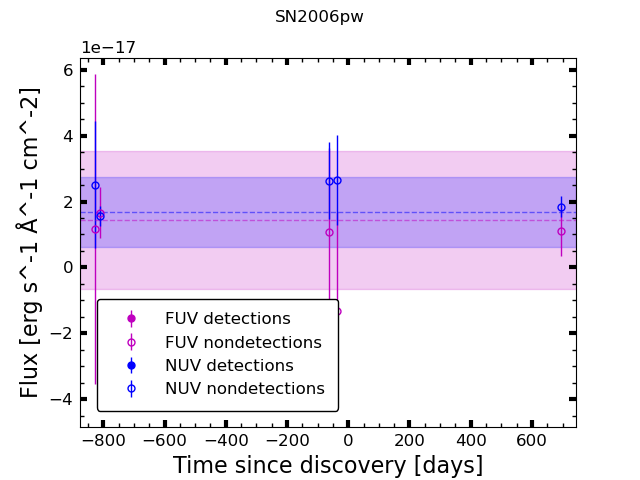 SN2006pw
1e−17
6
4
2
0
−2
−4
Flux [erg s^-1 Å^-1 cm^-2]
FUV detections
FUV nondetections
NUV detections
NUV nondetections
−800 −600 −400 −200 0 200 400 600
Time since discovery [days]